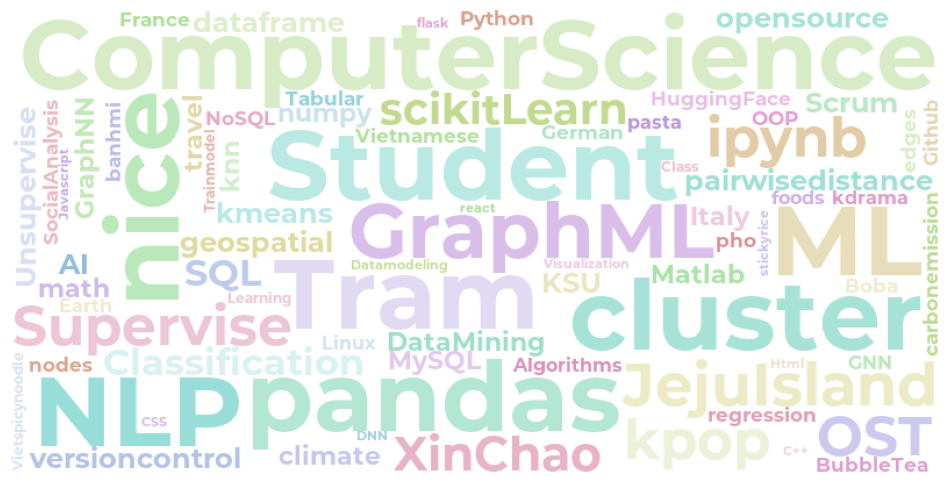 France
dataframe
flask
Python
opensource
ComputerScience
Tabular
HuggingFace
Scrum
NoSQL
numpy
scikitLearn
OOP
Github
Unsupervise
SocialAnalysis
Javascript
GraphNN
banhmi
nice
travel
Trainmodel
knn
Vietnamese
German
pasta
ipynb
edges
Student
Class
pairwisedistance
foods
kdrama
kmeans
react
GraphML
Italy
stickyrice
ML
geospatial
pho
carbonemission
AI
SQL
Datamodeling
Visualization
Tram
KSU
Matlab
math
Learning
Boba
Earth
cluster
Supervise
Linux
DataMining
Vietspicynoodle
nodes
Classification
MySQL
Algorithms
Html
GNN
NLP
pandas
JejuIsland
CSS
regression
DNN
kpop
OST
versioncontrol
climate
XinChao
C++
BubbleTea